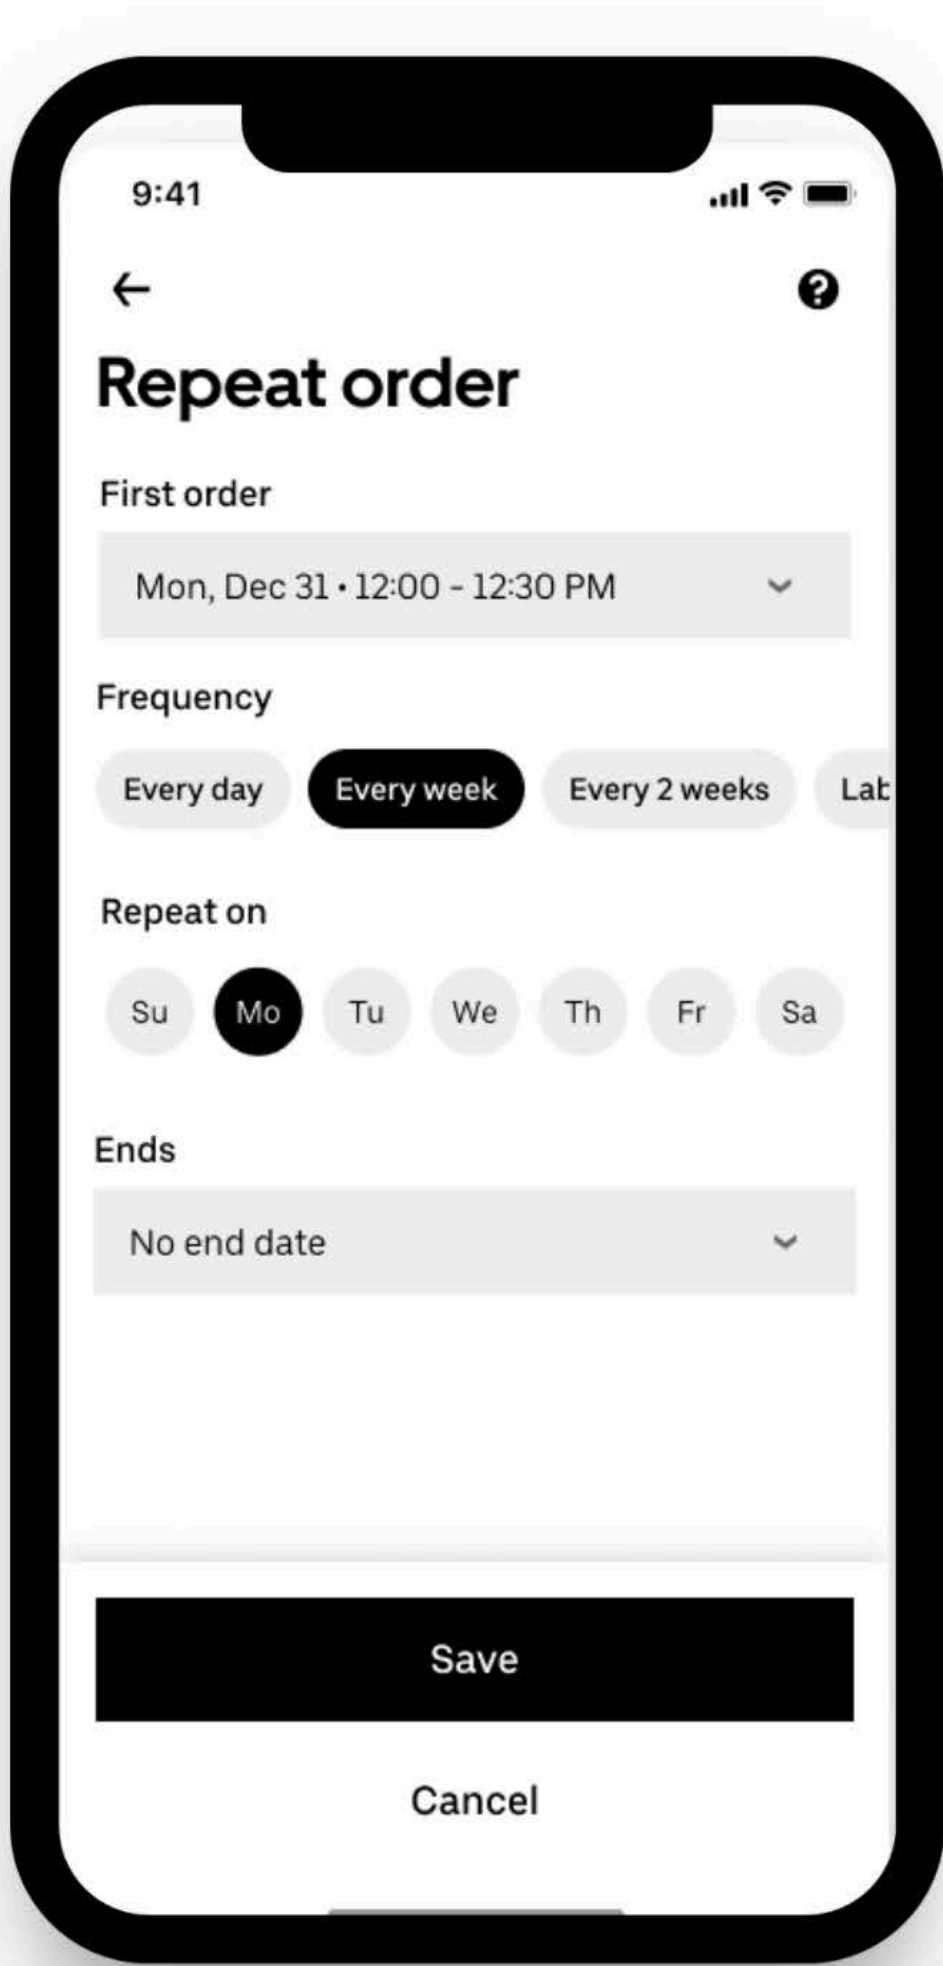 9:41
Repeat order
First order
Mon, Dec 31 • 12:00 - 12:30 PM
Frequency
Every day Every week Every 2 weeks Lab
Repeat on
Su Mo Tu We Th Fr Sa
Ends
No end date
Save
Cancel